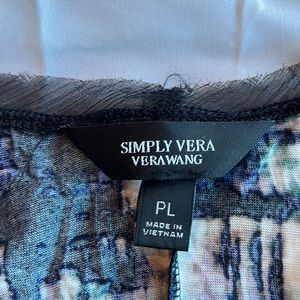 SIMPLY VERA
VERAWANG
PL
MADE IN
VIETNAM